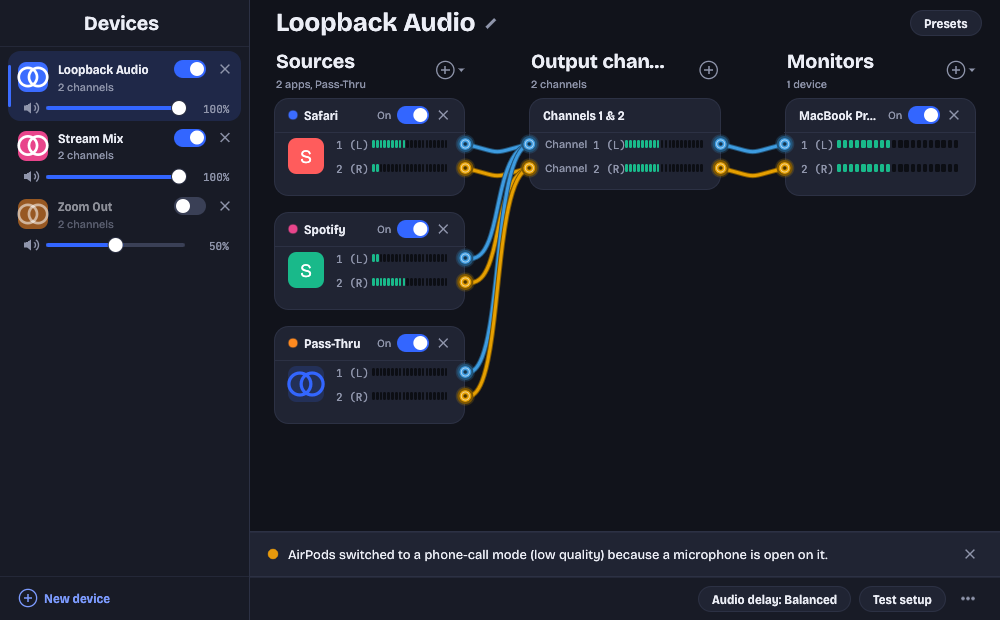 Devices
Loopback Audio
2 channels
100%
Stream Mix
2 channels
100%
Zoom Out
2 channels
50%
New device
Loopback Audio
Presets
Sources
2 apps, Pass-Thru
Output chan...
2 channels
Monitors
1 device
Safari On
S
1 (L)
2 (R)
Spotify On
S
1 (L)
2 (R)
Pass-Thru On
1 (L)
2 (R)
Channels 1 & 2
Channel 1 (L)
Channel 2 (R)
MacBook Pr... On
1 (L)
2 (R)
AirPods switched to a phone-call mode (low quality) because a microphone is open on it.
Audio delay: Balanced
Test setup